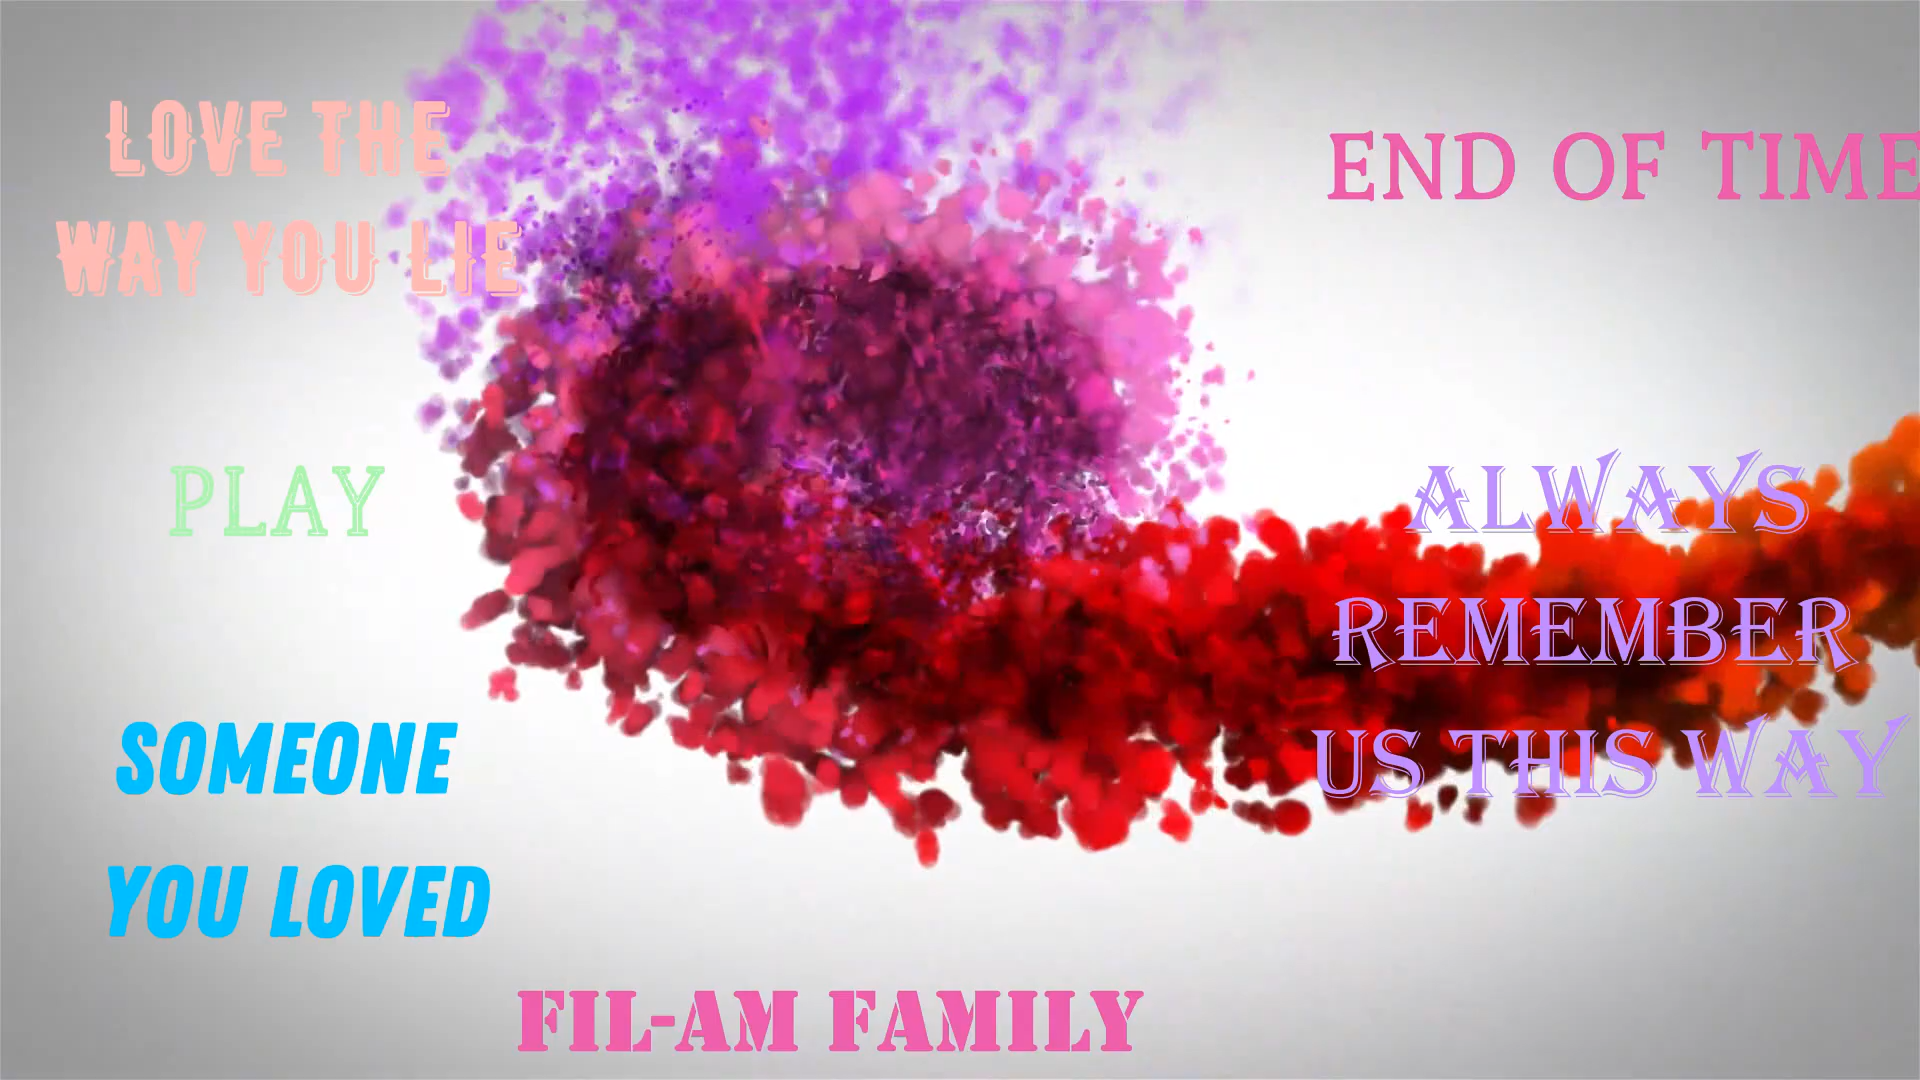 LOVE THE
WAY YOU LIE
PLAY
SOMEONE
YOU LOVED
END OF TIME
ALWAYS
REMEMBER
US THIS WAY
FIL-AM FAMILY